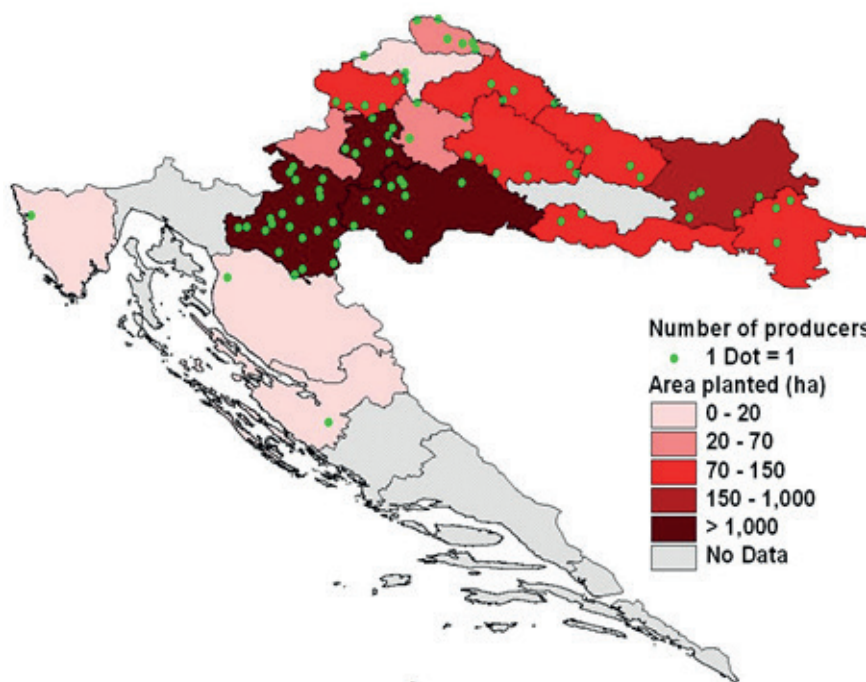 Number of producers
1 Dot = 1
Area planted (ha)
0 - 20
20 - 70
70 - 150
150 - 1,000
> 1,000
No Data